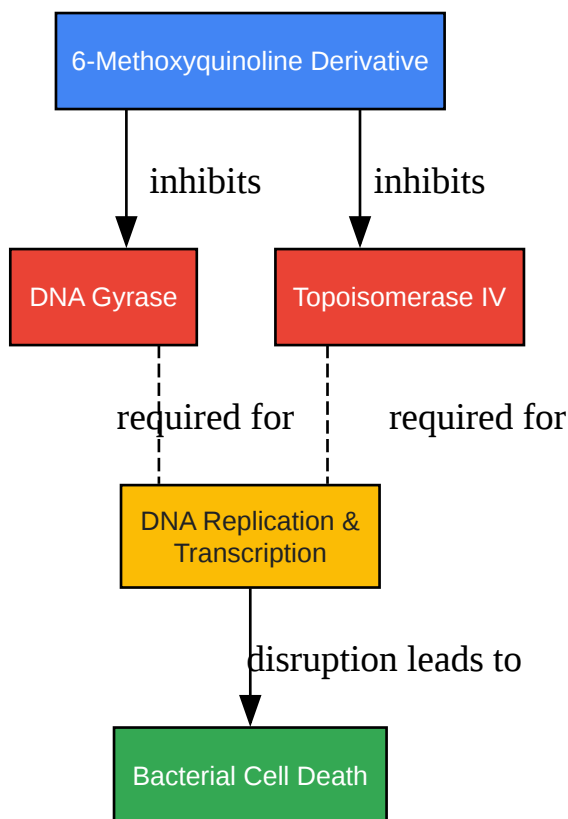 6-Methoxyquinoline Derivative
inhibits
inhibits
DNA Gyrase
Topoisomerase IV
required for
required for
DNA Replication &
Transcription
disruption leads to
Bacterial Cell Death